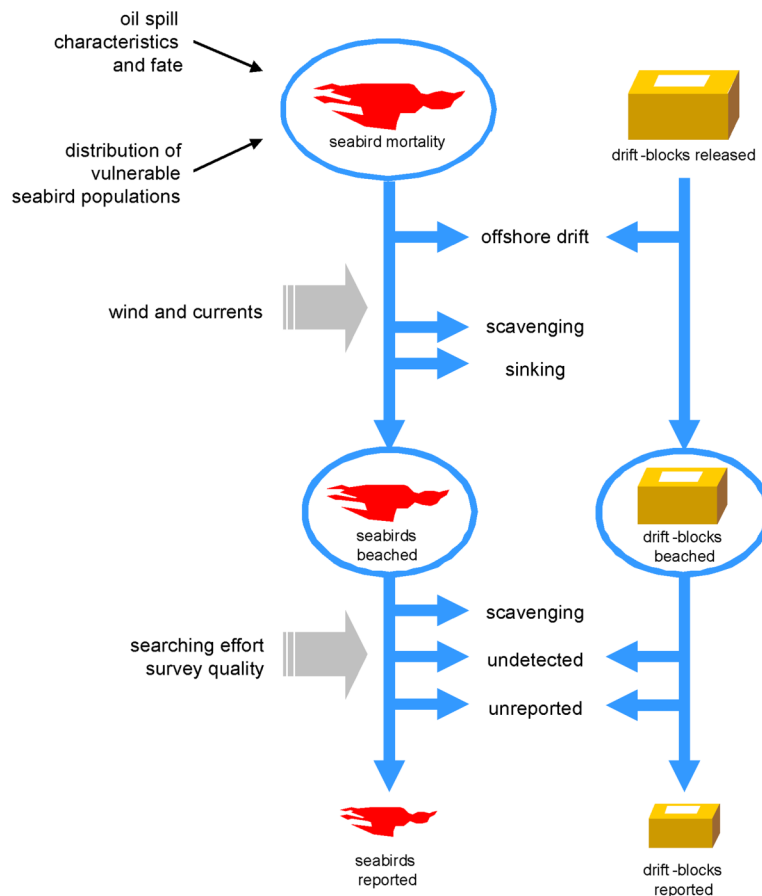 oil spill
characteristics
and fate
seabird mortality
drift-blocks released
distribution of
vulnerable
seabird populations
offshore drift
wind and currents
scavenging
sinking
seabirds
beached
drift-blocks
beached
scavenging
searching effort
survey quality
undetected
unreported
seabirds
reported
drift-blocks
reported